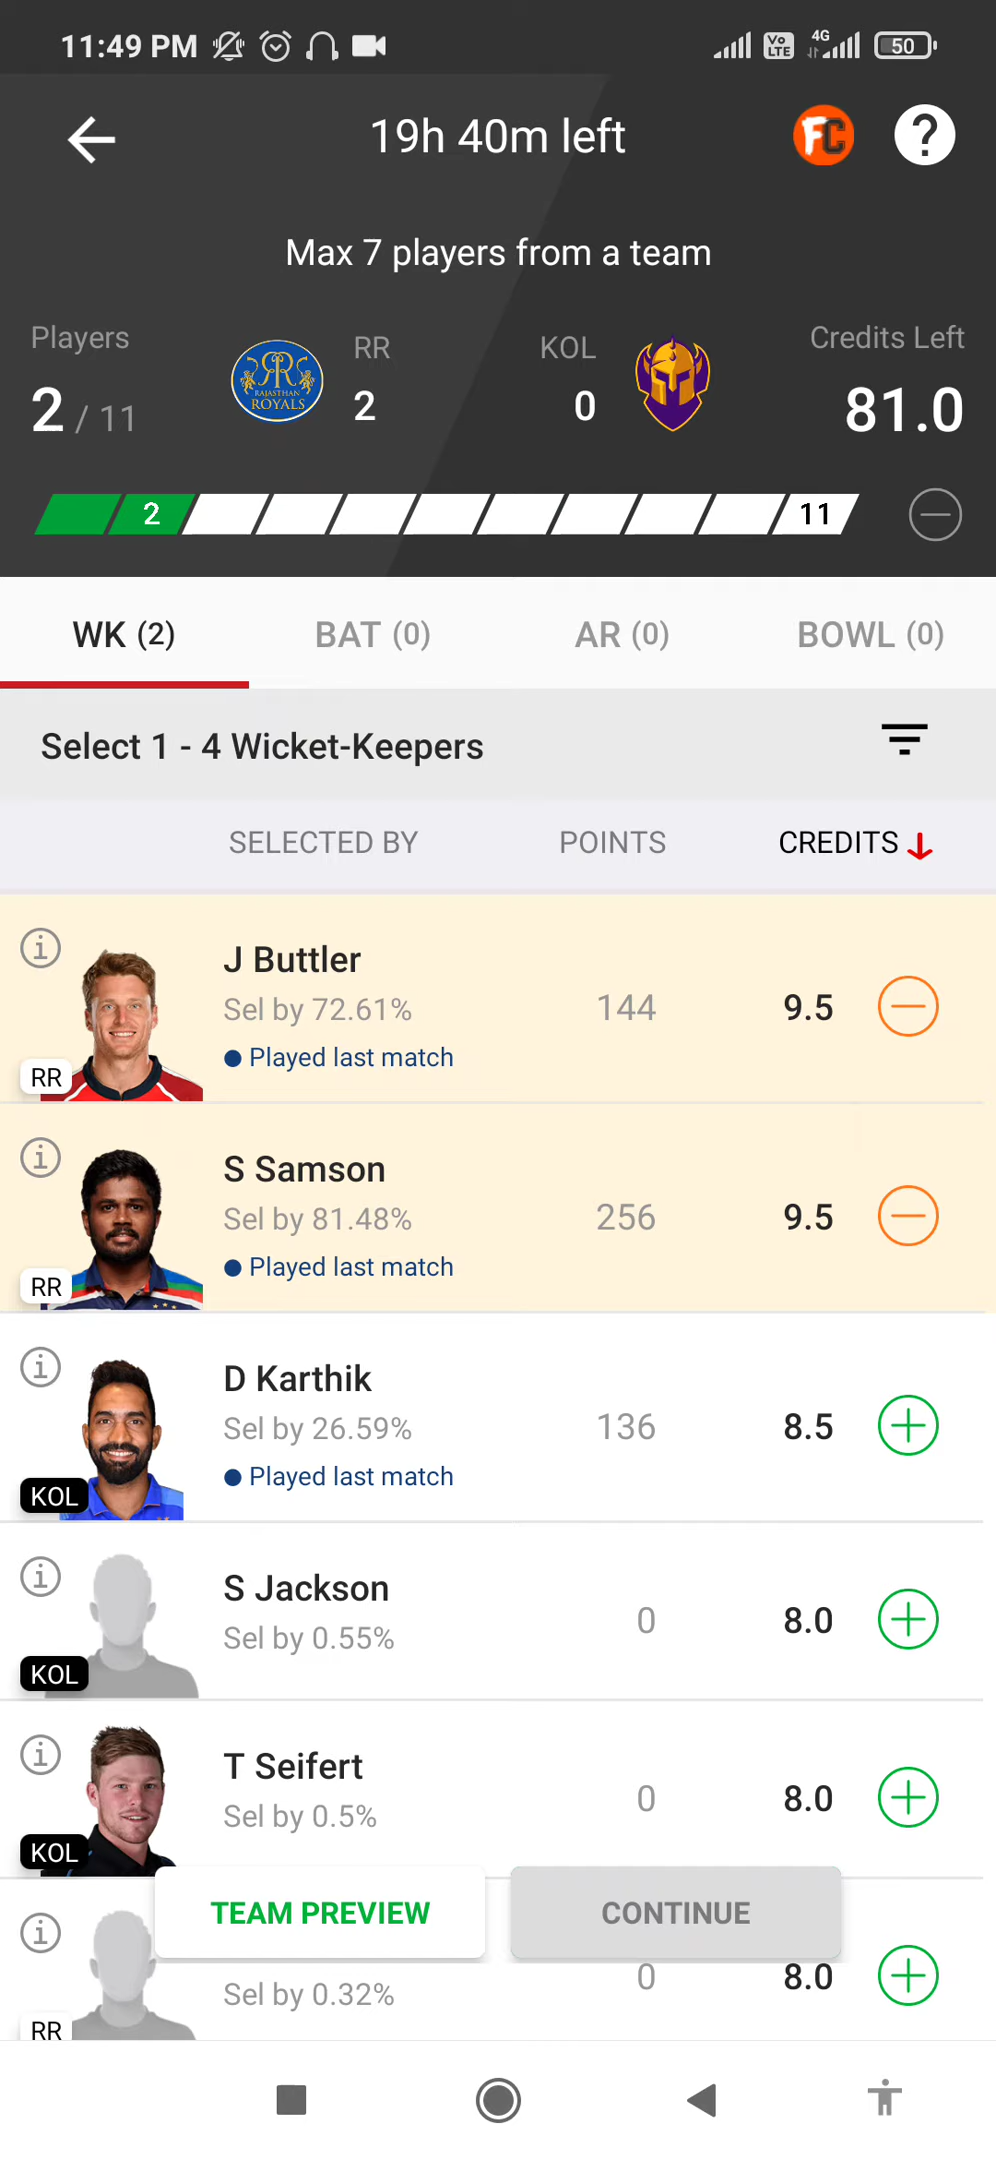 11:49 PM
Vo LTE
4G
50
19h 40m left
FC
?
Max 7 players from a team
Players
RR
KOL
Credits Left
2 / 11
RAJASTHAN
ROYALS
2
0
81.0
2
11
WK (2)
BAT (0)
AR (0)
BOWL (0)
Select 1 - 4 Wicket-Keepers
SELECTED BY
POINTS
CREDITS
J Buttler
Sel by 72.61%
144
9.5
Played last match
RR
S Samson
Sel by 81.48%
256
9.5
Played last match
RR
D Karthik
Sel by 26.59%
136
8.5
Played last match
KOL
S Jackson
Sel by 0.55%
0
8.0
KOL
T Seifert
Sel by 0.5%
0
8.0
KOL
TEAM PREVIEW
CONTINUE
Sel by 0.32%
0
8.0
RR